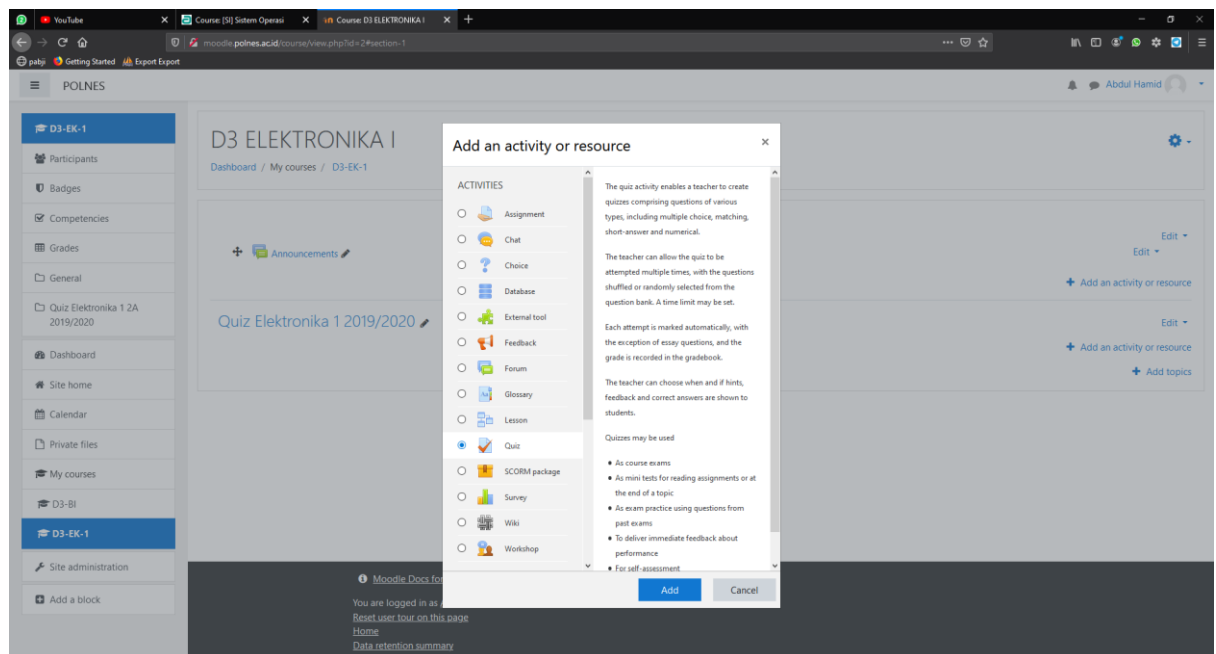 YouTube
Course: [SI] Sistem Operasi
Course: D3 ELEKTRONIKA I
moodle.polnes.ac.id/course/view.php?id=2#section-1
pabji
Getting Started
Export Export
POLNES
Abdul Hamid
D3-EK-1
Participants
Badges
Competencies
Grades
General
Quiz Elektronika 1 2A
2019/2020
Dashboard
Site home
Calendar
Private files
My courses
D3-BI
D3-EK-1
Site administration
Add a block
D3 ELEKTRONIKA I
Dashboard / My courses / D3-EK-1
Announcements
Edit
Edit
Add an activity or resource
Quiz Elektronika 1 2019/2020
Edit
Add an activity or resource
Add topics
Add an activity or resource
ACTIVITIES
Assignment
Chat
Choice
Database
External tool
Feedback
Forum
Glossary
Lesson
Quiz
SCORM package
Survey
Wiki
Workshop
The quiz activity enables a teacher to create
quizzes comprising questions of various
types, including multiple choice, matching,
short-answer and numerical.
The teacher can allow the quiz to be
attempted multiple times, with the questions
shuffled or randomly selected from the
question bank. A time limit may be set.
Each attempt is marked automatically, with
the exception of essay questions, and the
grade is recorded in the gradebook.
The teacher can choose when and if hints,
feedback and correct answers are shown to
students.
Quizzes may be used
• As course exams
• As mini tests for reading assignments or at
the end of a topic
• As exam practice using questions from
past exams
• To deliver immediate feedback about
performance
• For self-assessment
Add
Cancel
Moodle Docs for
You are logged in as
Reset user tour on this page
Home
Data retention summary